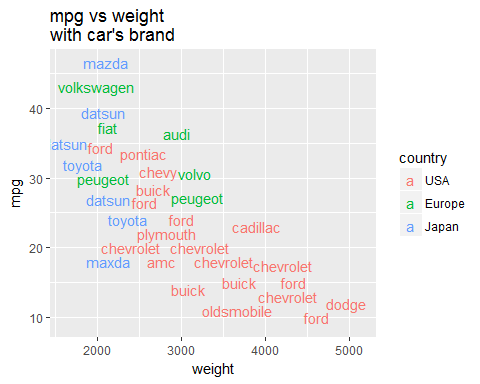 mpg vs weight
with car's brand
mazda
volkswagen
datsun
fiat
audi
atsun
ford
pontiac
toyota
chevy
volvo
peugeot
buick
peugeot
datsun
ford
toyota
ford
cadillac
plymouth
chevrolet
chevrolet
maxda
amc
chevrolet
chevrolet
buick
ford
buick
chevrolet
dodge
oldsmobile
ford
40
30
20
10
mpg
2000
3000
4000
5000
weight
country
a USA
a Europe
a Japan